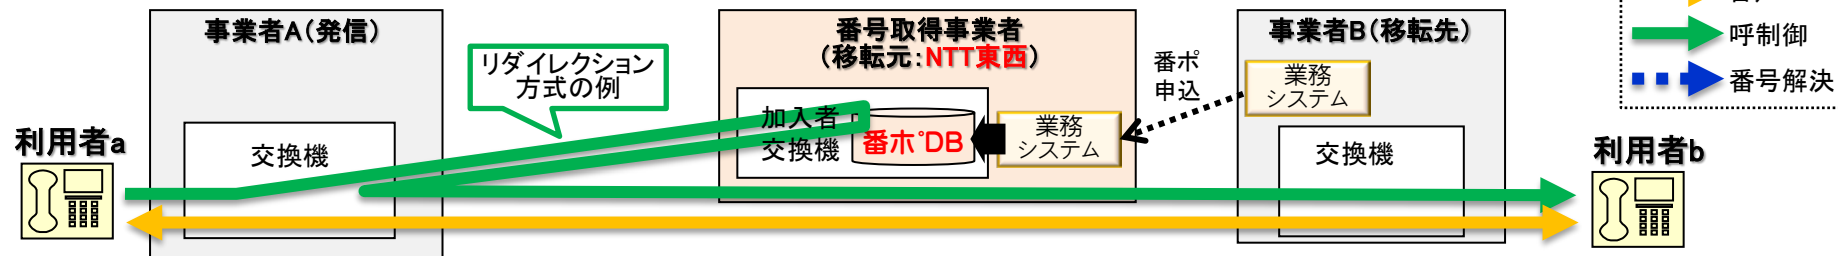 事業者A(発信)
番号取得事業者
(移転元:NTT東西)
事業者B(移転先)
呼制御
番号解決
リダイレクション
方式の例
番ポ
申込
業務
システム
加入者
交換機
番ポDB
業務
システム
利用者a
交換機
交換機
利用者b